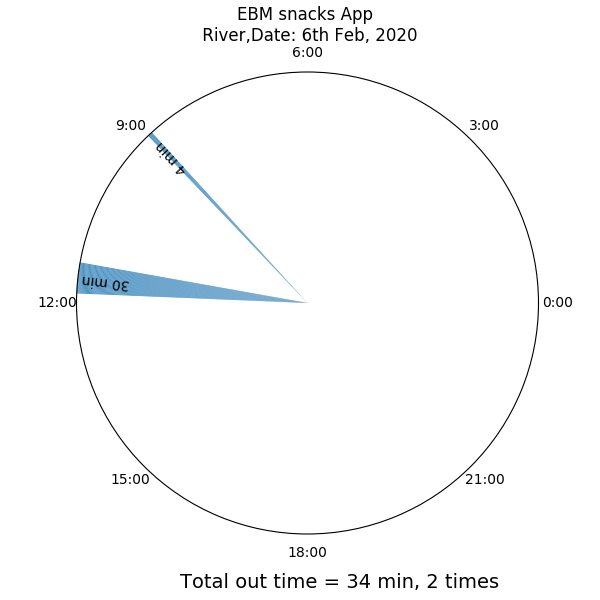 EBM snacks App
River,Date: 6th Feb, 2020
6:00
9:00
3:00
4 min
30 min
12:00
0:00
15:00
21:00
18:00
Total out time = 34 min, 2 times